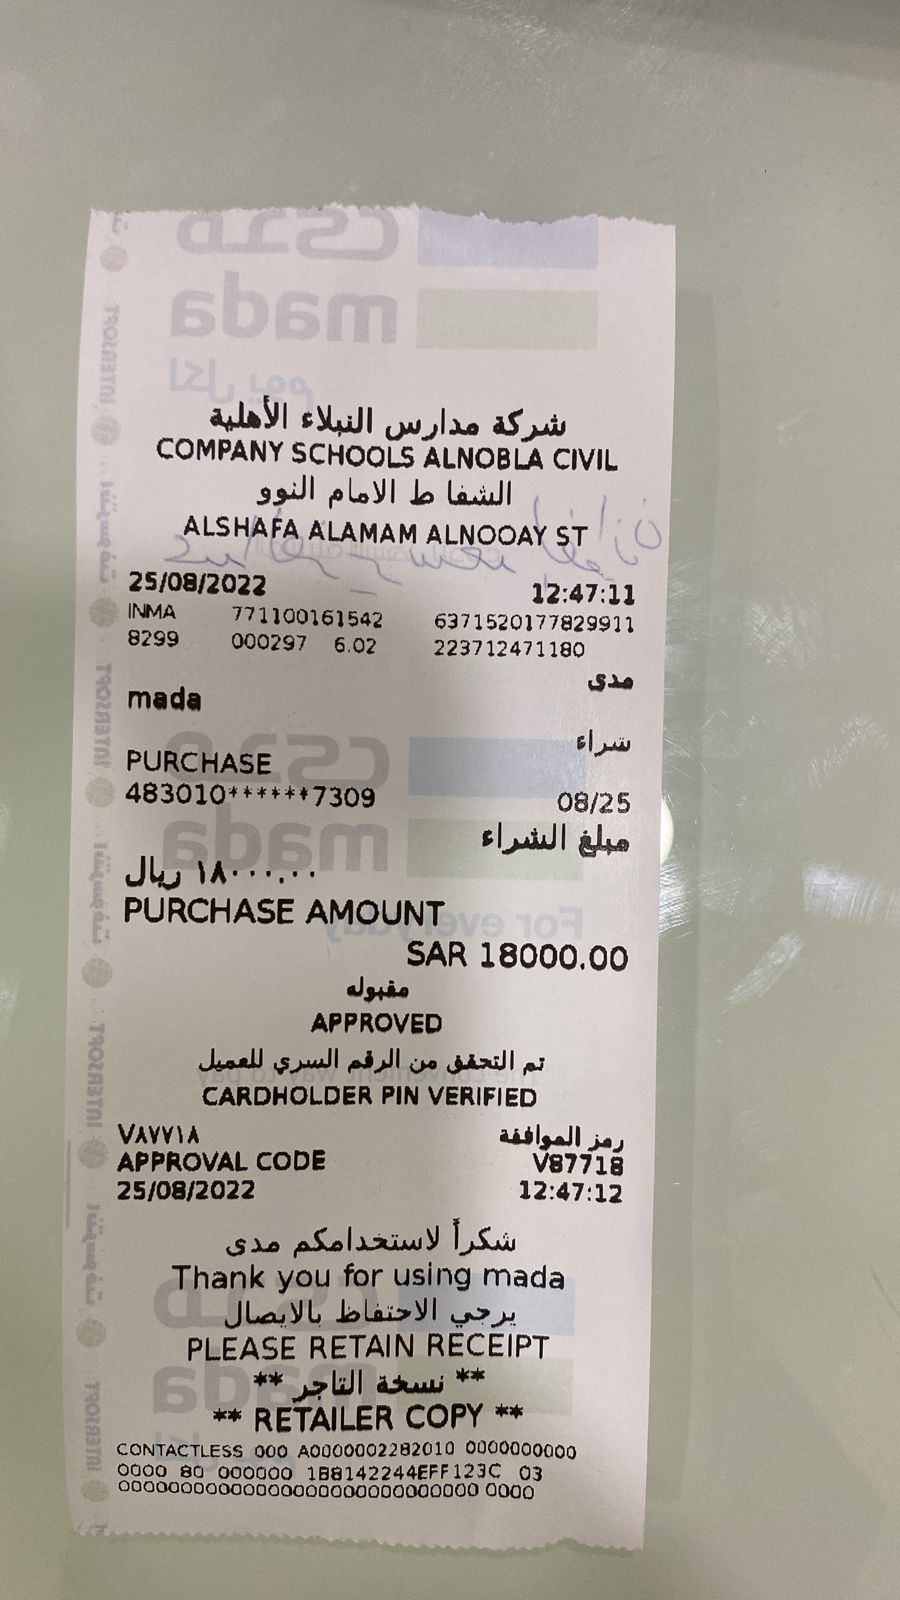 شركة مدارس النبلاء الأهلية
COMPANY SCHOOLS ALNOBLA CIVIL
الشفا ط الامام النوو
ALSHAFA ALAMAM ALNOOAY ST
25/08/2022 12:47:11
INMA 771100161542 6371520177829911
8299 000297 6.02 223712471180
مدى
mada
شراء
PURCHASE
483010******7309 08/25
مبلغ الشراء
١٨٠٠٠.٠٠ ريال
PURCHASE AMOUNT
SAR 18000.00
مقبوله
APPROVED
تم التحقق من الرقم السري للعميل
CARDHOLDER PIN VERIFIED
رمز الموافقة V٨٧٧١٨
APPROVAL CODE V87718
25/08/2022 12:47:12
شكراً لاستخدامكم مدى
Thank you for using mada
يرجي الاحتفاظ بالايصال
PLEASE RETAIN RECEIPT
** نسخة التاجر **
** RETAILER COPY **
CONTACTLESS 000 A0000002282010 0000000000
0000 80 000000 1B8142244EFF123C 03